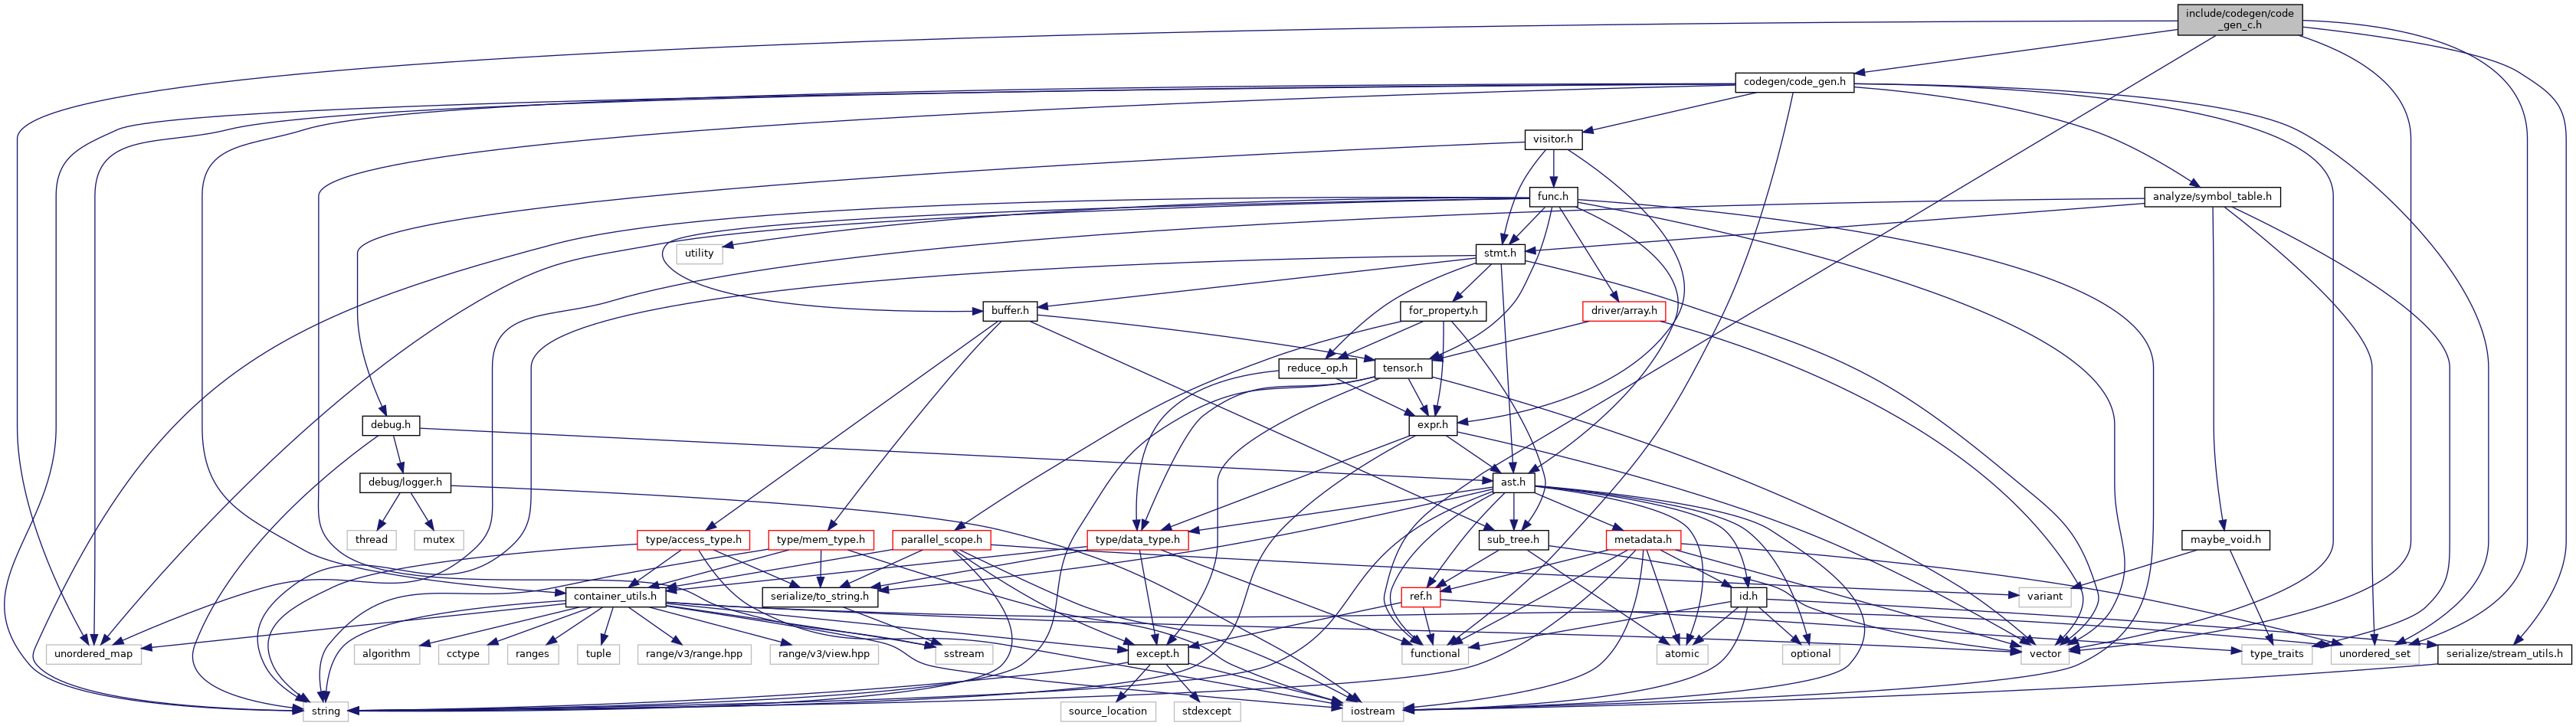 include/codegen/code
_gen_c.h
codegen/code_gen.h
visitor.h
func.h
analyze/symbol_table.h
utility
stmt.h
buffer.h
for_property.h
driver/array.h
reduce_op.h
tensor.h
debug.h
expr.h
debug/logger.h
ast.h
thread
mutex
type/access_type.h
type/mem_type.h
parallel_scope.h
type/data_type.h
sub_tree.h
metadata.h
maybe_void.h
container_utils.h
serialize/to_string.h
ref.h
id.h
variant
unordered_map
algorithm
cctype
ranges
tuple
range/v3/range.hpp
range/v3/view.hpp
sstream
except.h
functional
atomic
optional
vector
type_traits
unordered_set
serialize/stream_utils.h
string
source_location
stdexcept
iostream